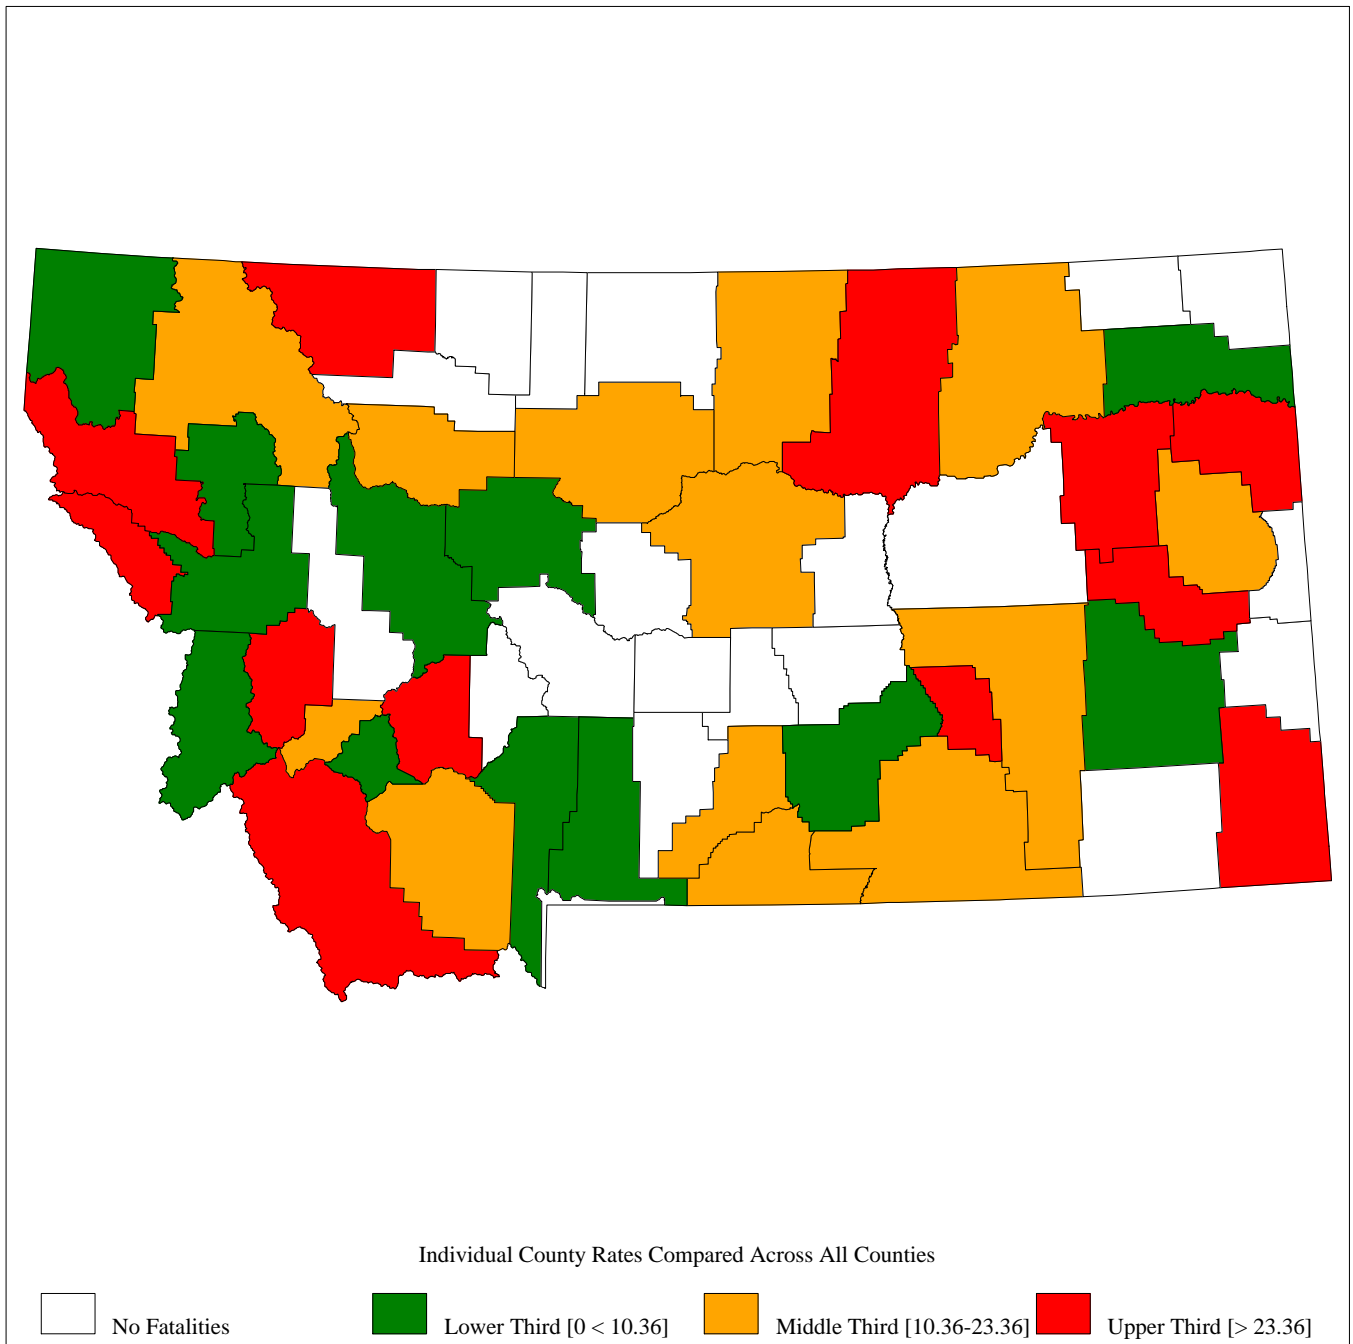 Individual County Rates Compared Across All Counties
No Fatalities Lower Third [0 < 10.36] Middle Third [10.36-23.36] Upper Third [> 23.36]